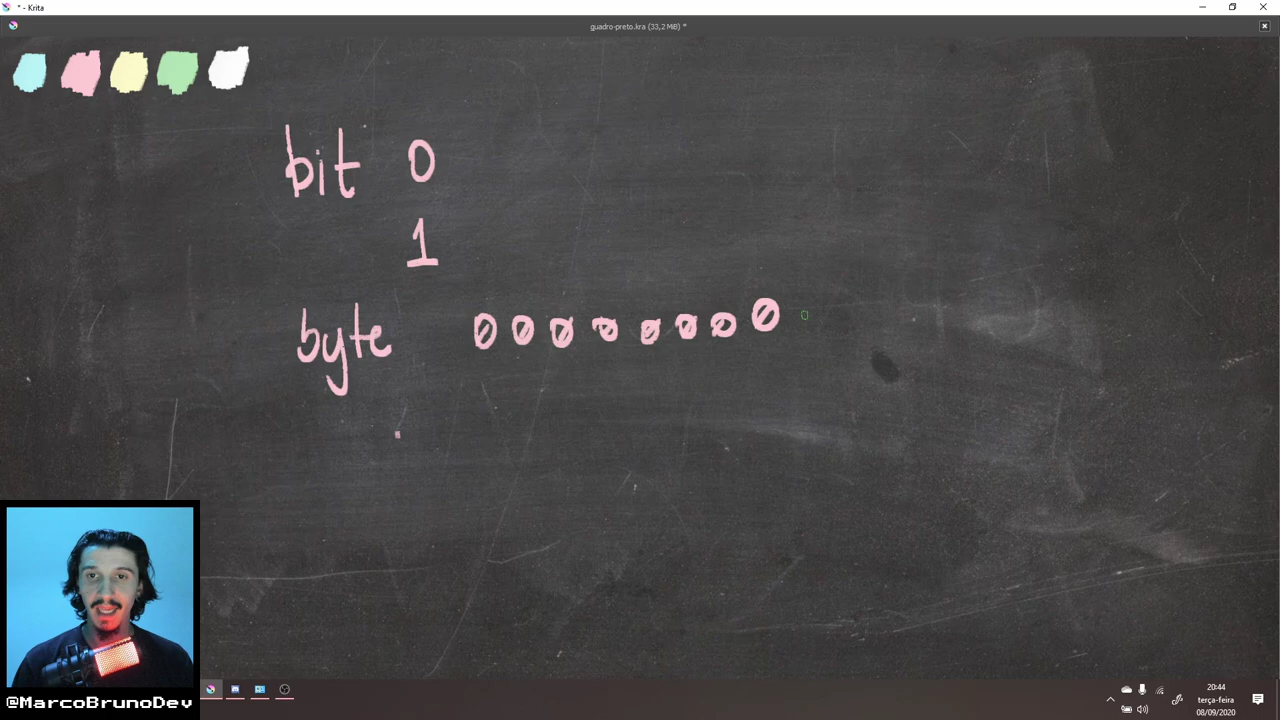 * - Krita
quadro-preto.kra (33,2 MiB) *
bit 0
1
byte 0 0 0 0 0 0 0 0
@MarcoBrunoDev
20:44
terça-feira
08/09/2020